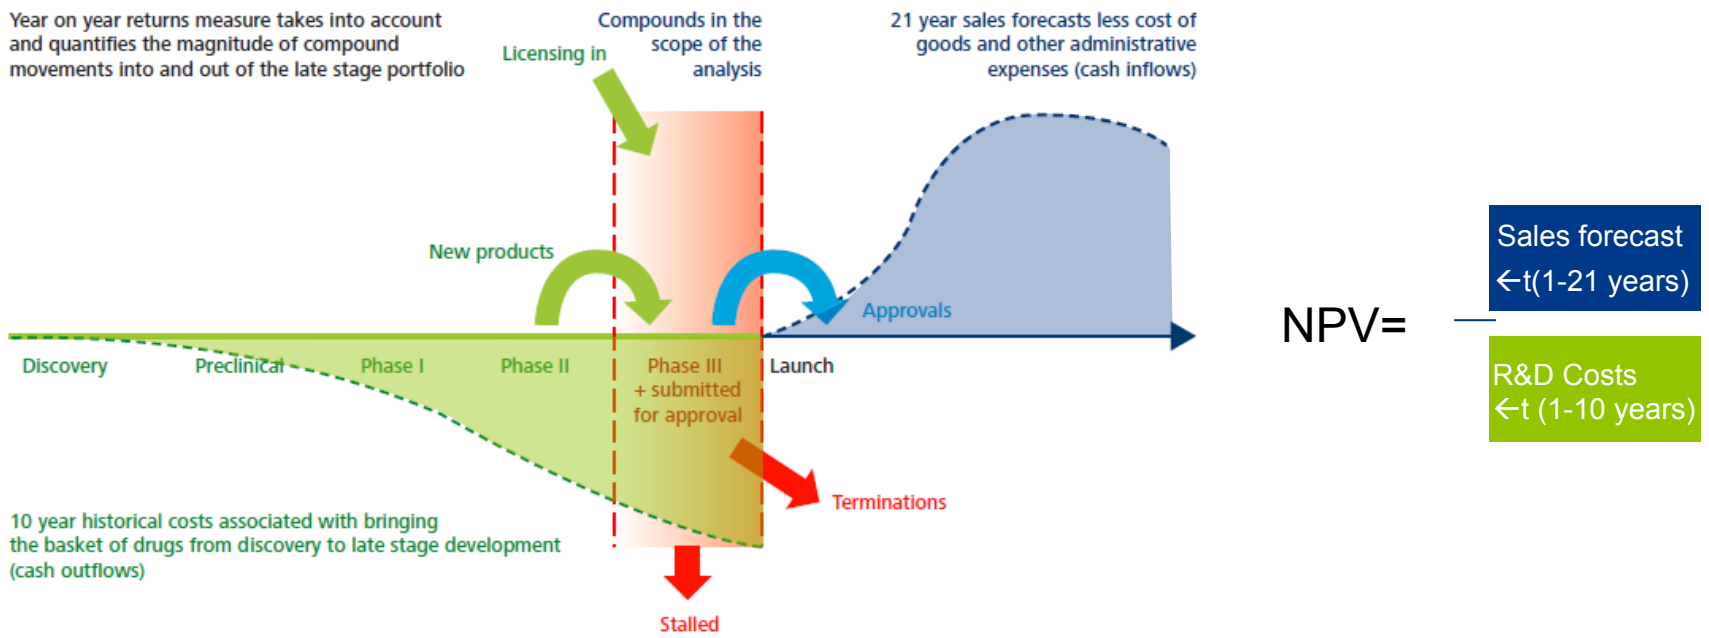 Year on year returns measure takes into account
and quantifies the magnitude of compound
movements into and out of the late stage portfolio
Licensing in
Compounds in the
scope of the
analysis
21 year sales forecasts less cost of
goods and other administrative
expenses (cash inflows)
New products
Approvals
Discovery
Preclinical
Phase I
Phase II
Phase III
+ submitted
for approval
Launch
Terminations
10 year historical costs associated with bringing
the basket of drugs from discovery to late stage development
(cash outflows)
Stalled
NPV=
Sales forecast
←t(1-21 years)
R&D Costs
←t (1-10 years)